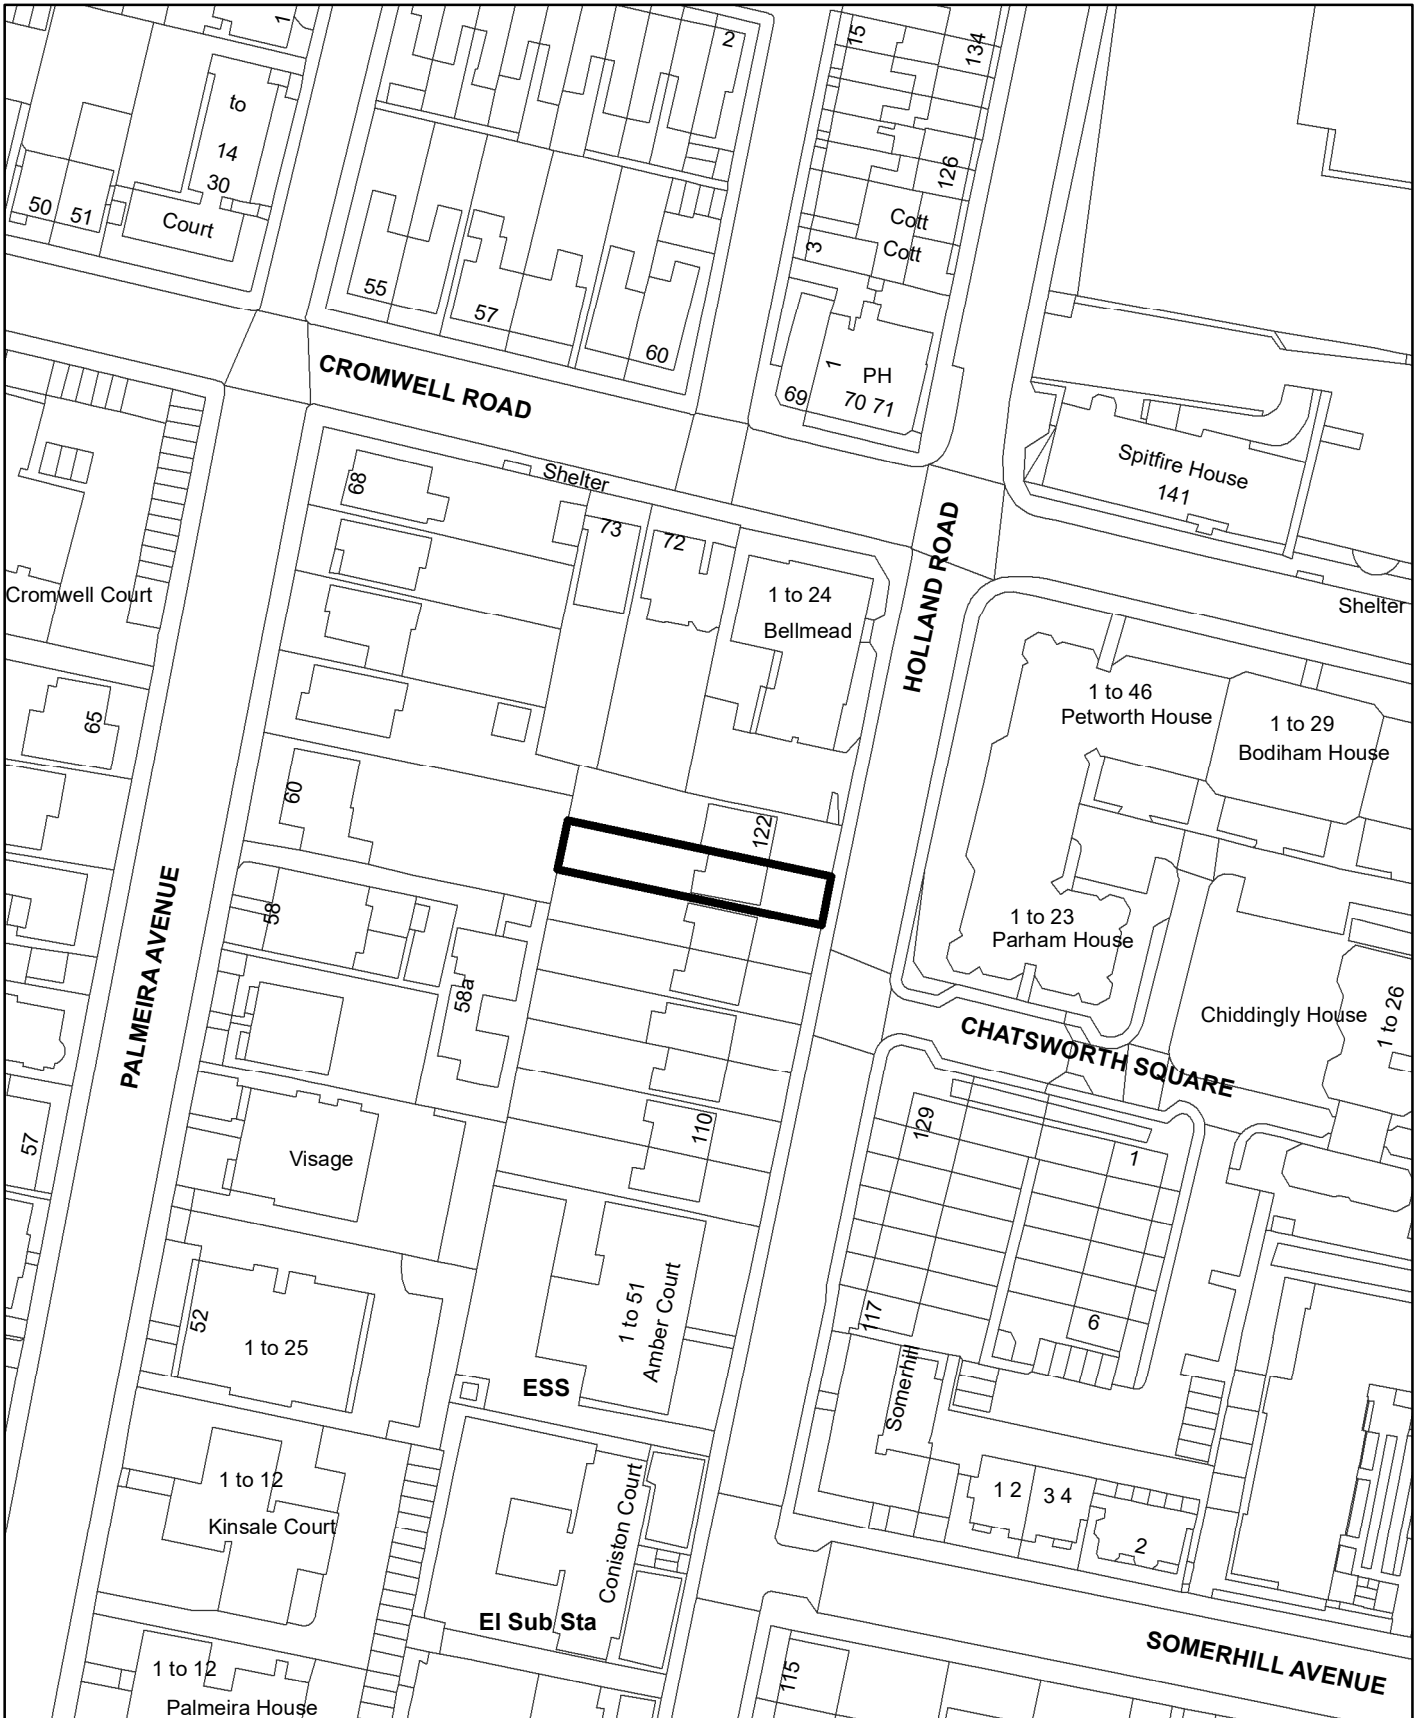 1
2
15
134
to
14
30
Court
50
51
126
Cott
Cott
3
55
57
60
1
PH
69
70 71
CROMWELL ROAD
68
Shelter
73
72
Spitfire House
141
HOLLAND ROAD
Cromwell Court
1 to 24
Bellmead
Shelter
65
1 to 46
Petworth House
1 to 29
Bodiham House
60
122
PALMEIRA AVENUE
58
58a
1 to 23
Parham House
Chiddingly House
1 to 26
CHATSWORTH SQUARE
57
Visage
110
129
1
52
1 to 25
1 to 51
Amber Court
117
6
ESS
Somerhill
1 to 12
Kinsale Court
Coniston Court
1 2
3 4
2
El Sub Sta
SOMERHILL AVENUE
1 to 12
Palmeira House
115